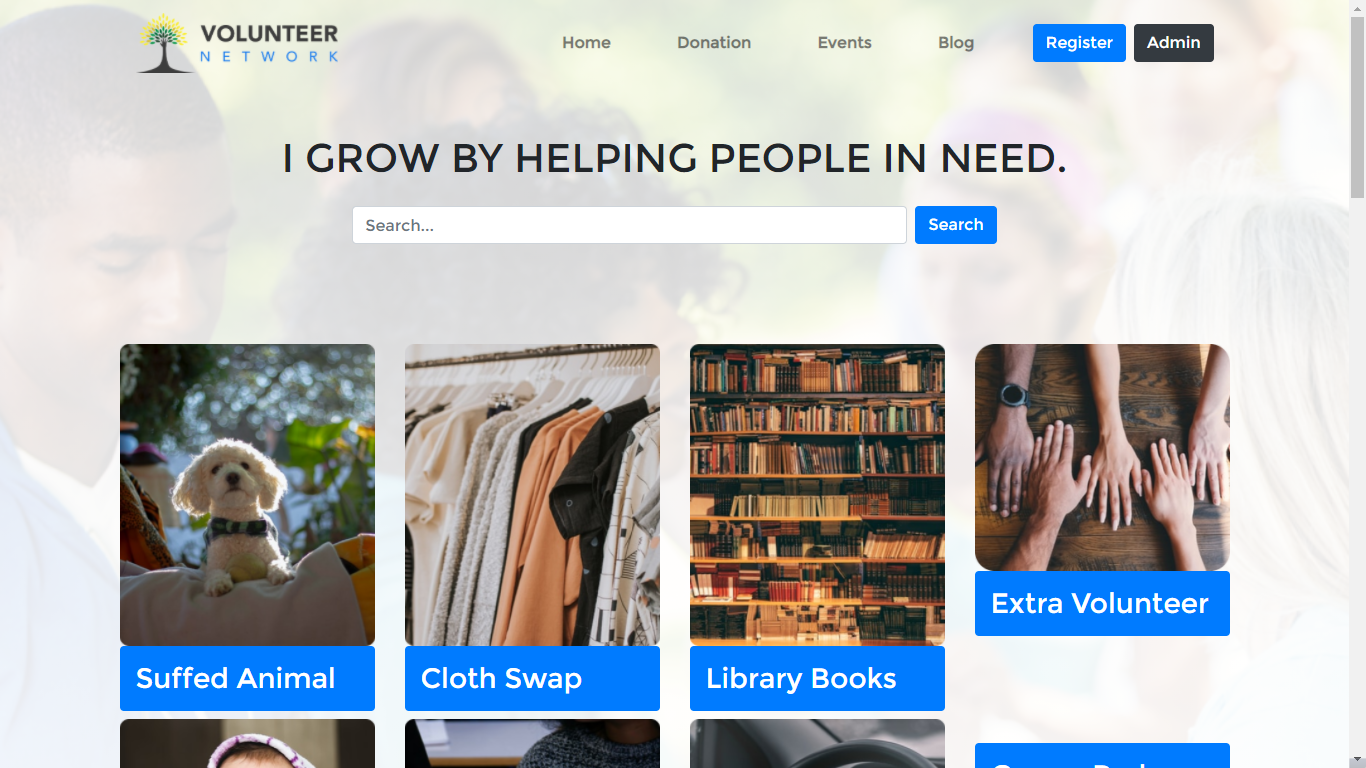 VOLUNTEER
NETWORK
Home
Donation
Events
Blog
Register
Admin
I GROW BY HELPING PEOPLE IN NEED.
Search...
Search
Suffed Animal
Cloth Swap
Library Books
Extra Volunteer